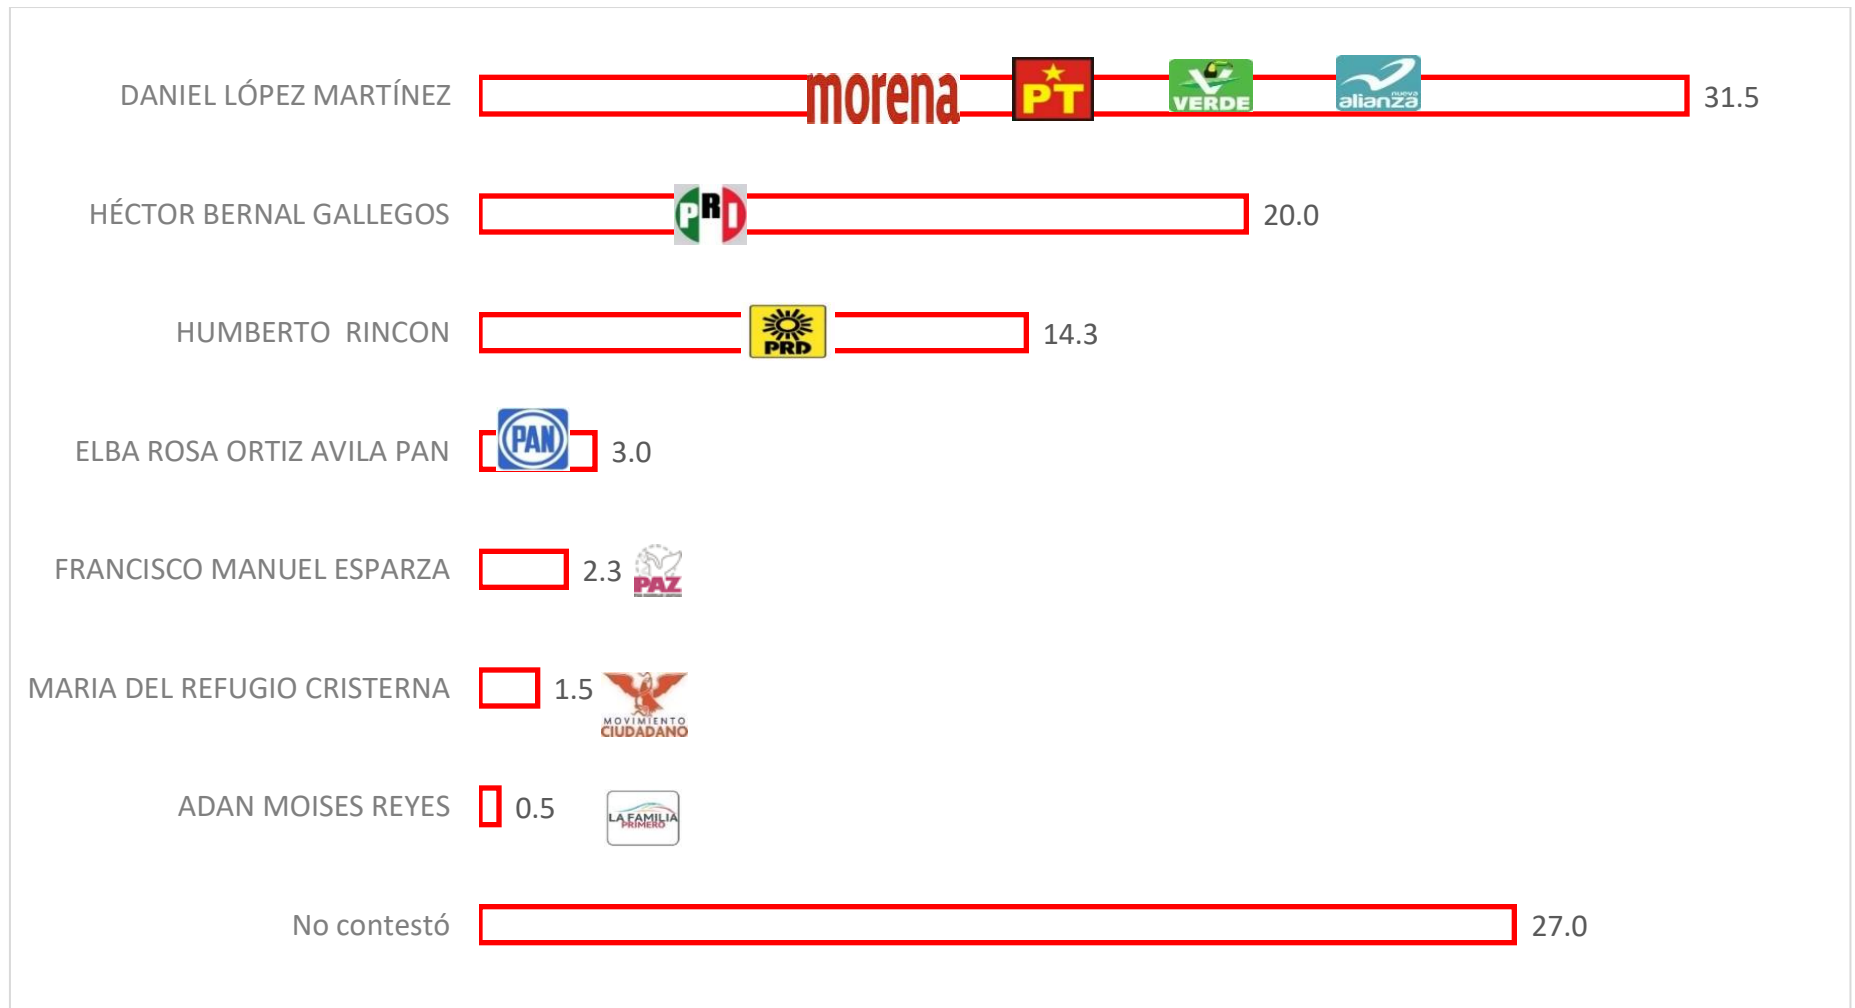 DANIEL LÓPEZ MARTÍNEZ morena PT VERDE nueva alianza 31.5
HÉCTOR BERNAL GALLEGOS PRI 20.0
HUMBERTO RINCON PRD 14.3
ELBA ROSA ORTIZ AVILA PAN PAN 3.0
FRANCISCO MANUEL ESPARZA 2.3 PAZ
MARIA DEL REFUGIO CRISTERNA 1.5 MOVIMIENTO CIUDADANO
ADAN MOISES REYES 0.5 LA FAMILIA PRIMERO
No contestó 27.0